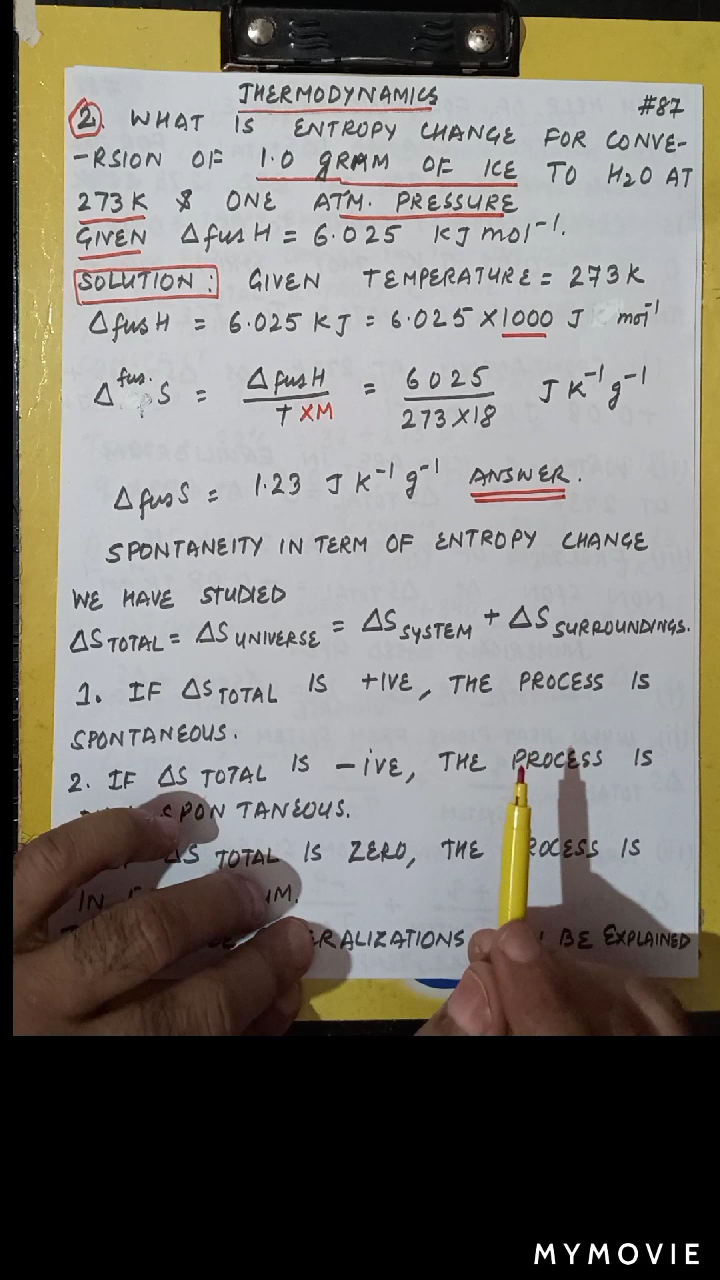 THERMODYNAMICS
#87
2. WHAT IS ENTROPY CHANGE FOR CONVE-
-RSION OF 1.0 GRAM OF ICE TO H2O AT
273K & ONE ATM. PRESSURE
GIVEN ΔfusH = 6.025 KJ mol⁻¹.
SOLUTION: GIVEN TEMPERATURE = 273K
ΔfusH = 6.025 KJ = 6.025 X 1000 J mol⁻¹
Δfus. S = ΔfusH / T XM = 6025 / 273 X 18 J K⁻¹ g⁻¹
ΔfusS = 1.23 J K⁻¹ g⁻¹ ANSWER.
SPONTANEITY IN TERM OF ENTROPY CHANGE
WE HAVE STUDIED
ΔS TOTAL = ΔS UNIVERSE = ΔS SYSTEM + ΔS SURROUNDINGS.
1. IF ΔS TOTAL IS +IVE, THE PROCESS IS
SPONTANEOUS.
2. IF ΔS TOTAL IS -IVE, THE PROCESS IS
SPONTANEOUS.
ΔS TOTAL IS ZERO, THE PROCESS IS
IN
BE EXPLAINED
MYMOVIE